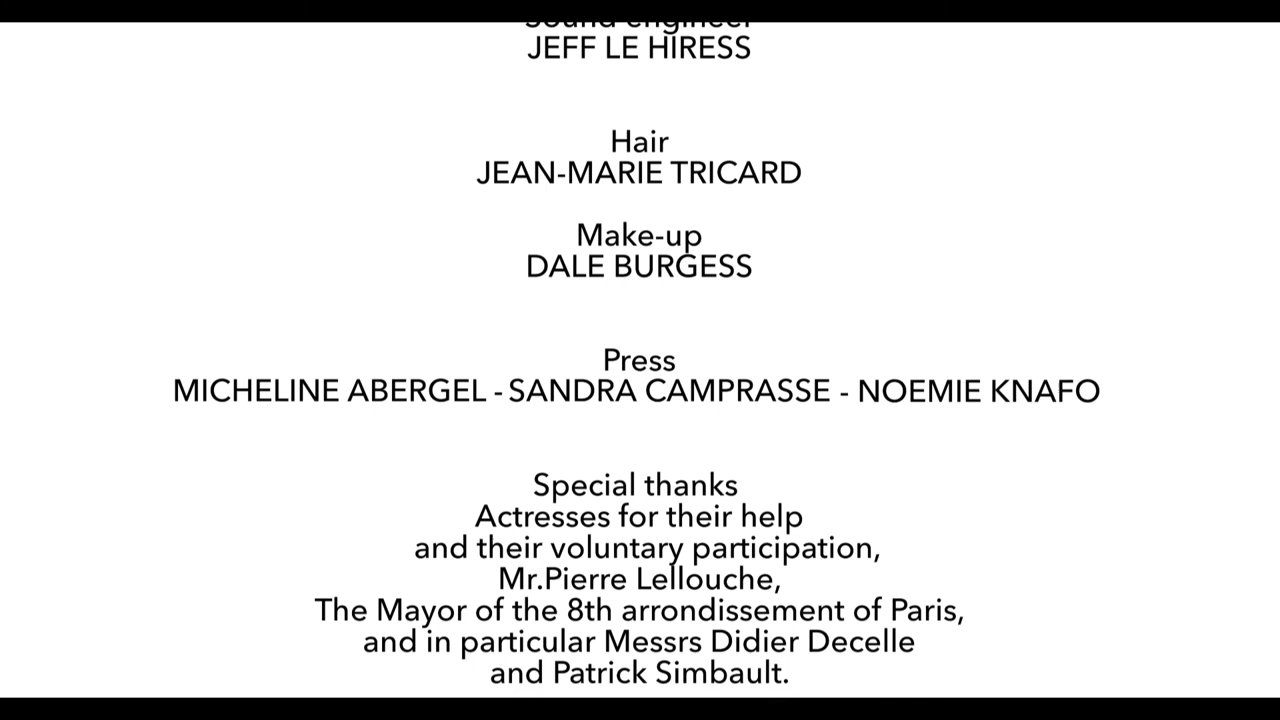 Sound engineer
JEFF LE HIRESS
Hair
JEAN-MARIE TRICARD
Make-up
DALE BURGESS
Press
MICHELINE ABERGEL - SANDRA CAMPRASSE - NOEMIE KNAFO
Special thanks
Actresses for their help
and their voluntary participation,
Mr.Pierre Lellouche,
The Mayor of the 8th arrondissement of Paris,
and in particular Messrs Didier Decelle
and Patrick Simbault.